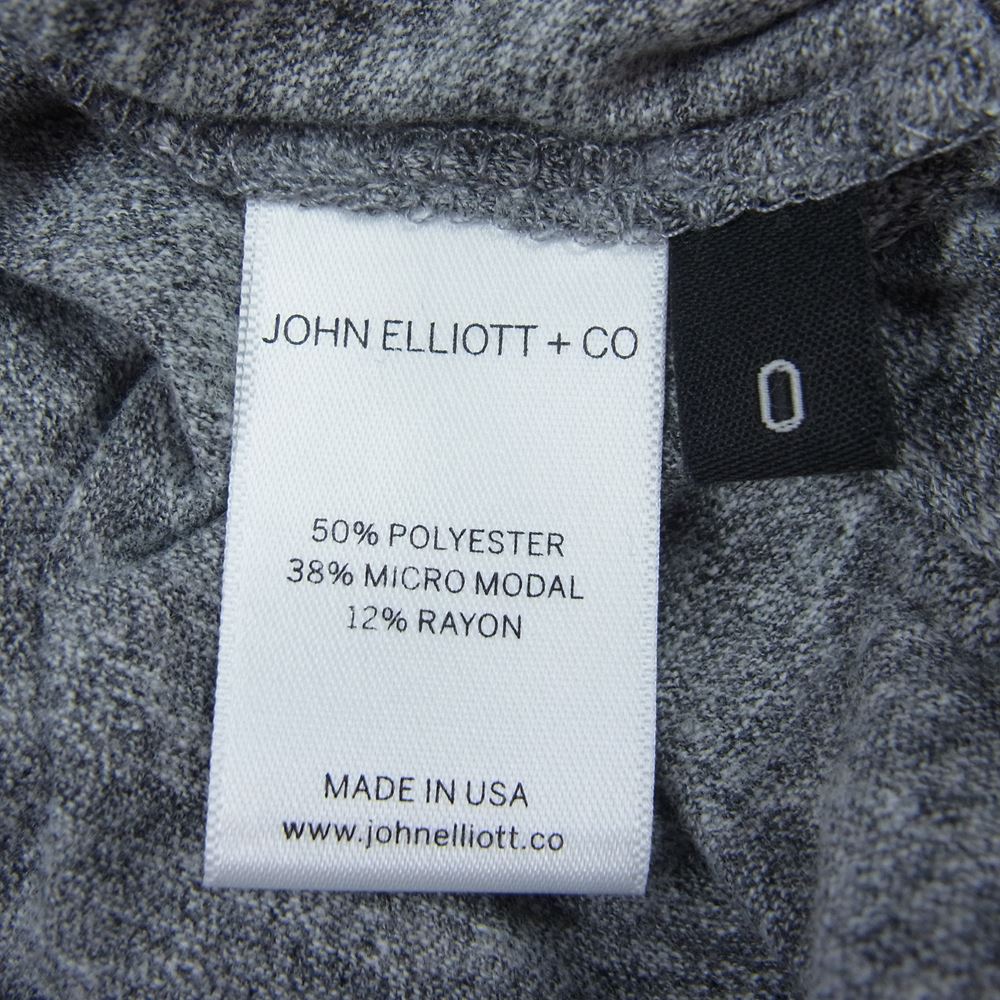 JOHN ELLIOTT + CO
0
50% POLYESTER
38% MICRO MODAL
12% RAYON
MADE IN USA
www.johnelliott.co